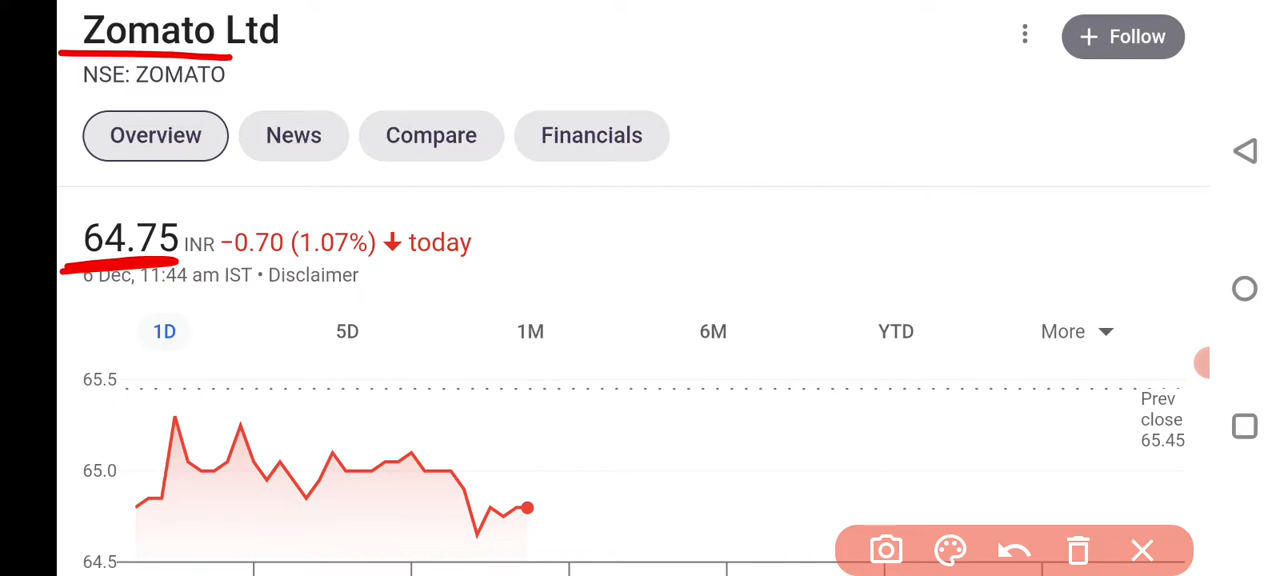 Zomato Ltd
+ Follow
NSE: ZOMATO
Overview News Compare Financials
64.75 INR −0.70 (1.07%) ↓ today
6 Dec, 11:44 am IST • Disclaimer
1D 5D 1M 6M YTD More
65.5
Prev
close
65.45
65.0
64.5